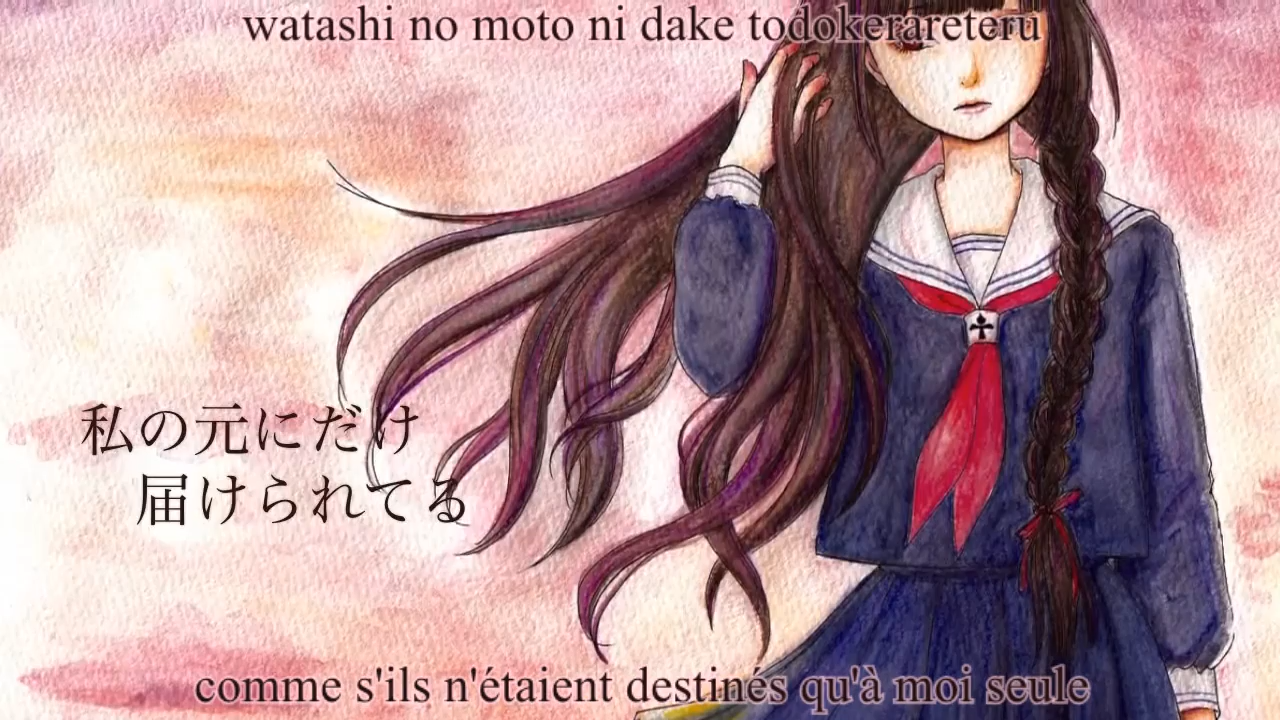 watashi no moto ni dake todokerareteru
私の元にだけ
届けられてる
comme s'ils n'étaient destinés qu'à moi seule